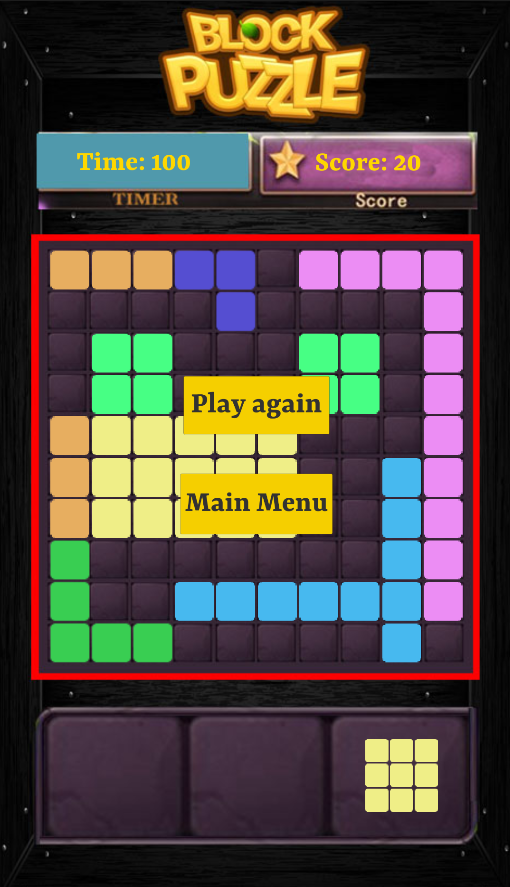 BLOCK
PUZZLE
Time: 100
Score: 20
TIMER
Score
Play again
Main Menu